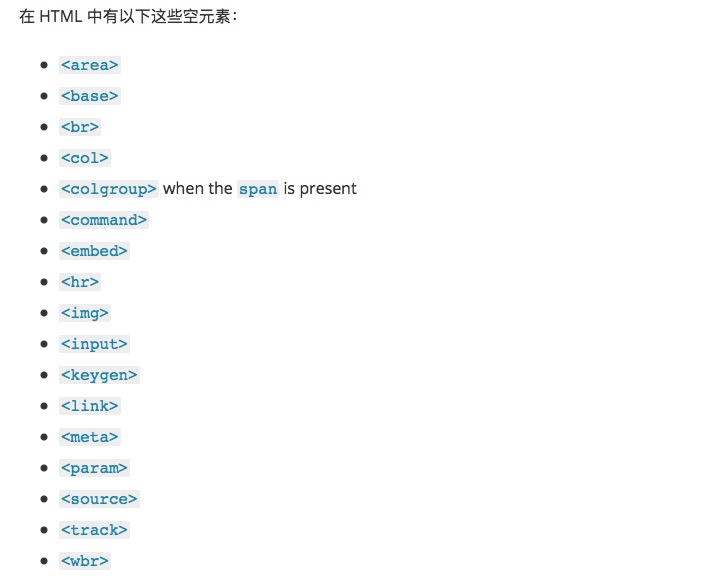 在 HTML 中有以下这些空元素：
<area>
<base>
<br>
<col>
<colgroup> when the span is present
<command>
<embed>
<hr>
<img>
<input>
<keygen>
<link>
<meta>
<param>
<source>
<track>
<wbr>